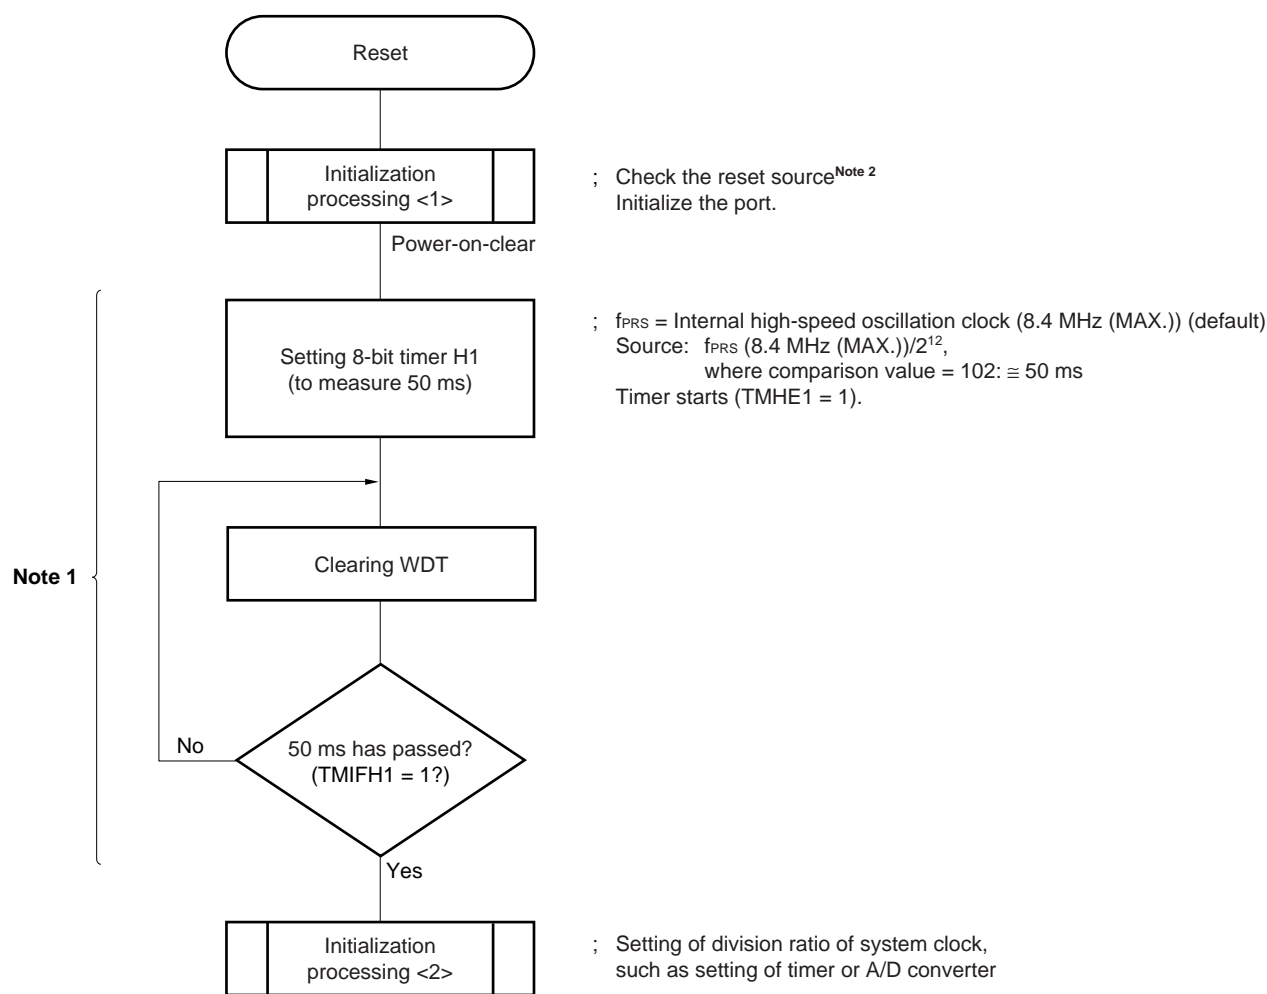 Reset
Initialization
processing <1>
; Check the reset sourceNote 2
Initialize the port.
Power-on-clear
Setting 8-bit timer H1
(to measure 50 ms)
; fPRS = Internal high-speed oscillation clock (8.4 MHz (MAX.)) (default)
Source: fPRS (8.4 MHz (MAX.))/2¹²,
where comparison value = 102: ≅ 50 ms
Timer starts (TMHE1 = 1).
Note 1
Clearing WDT
No
50 ms has passed?
(TMIFH1 = 1?)
Yes
Initialization
processing <2>
; Setting of division ratio of system clock,
such as setting of timer or A/D converter